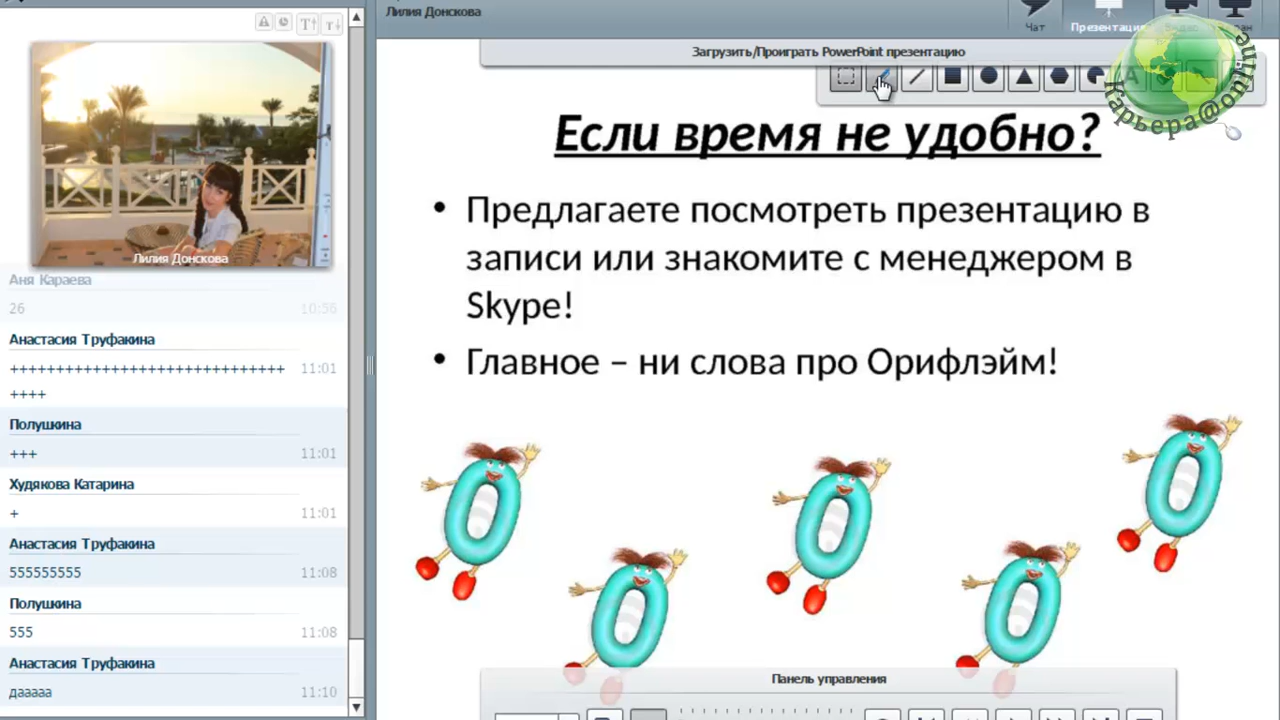 Лилия Донскова
Чат
Презентация
Загрузить/Проиграть PowerPoint презентацию
Карьера@online
Если время не удобно?
• Предлагаете посмотреть презентацию в
записи или знакомите с менеджером в
Skype!
• Главное – ни слова про Орифлэйм!
Панель управления
Лилия Донскова
Аня Караева
26 10:56
Анастасия Труфакина
++++++++++++++++++++++++++++++ 11:01
++++
Полушкина
+++ 11:01
Худякова Катарина
+ 11:01
Анастасия Труфакина
555555555 11:08
Полушкина
555 11:08
Анастасия Труфакина
дааааа 11:10